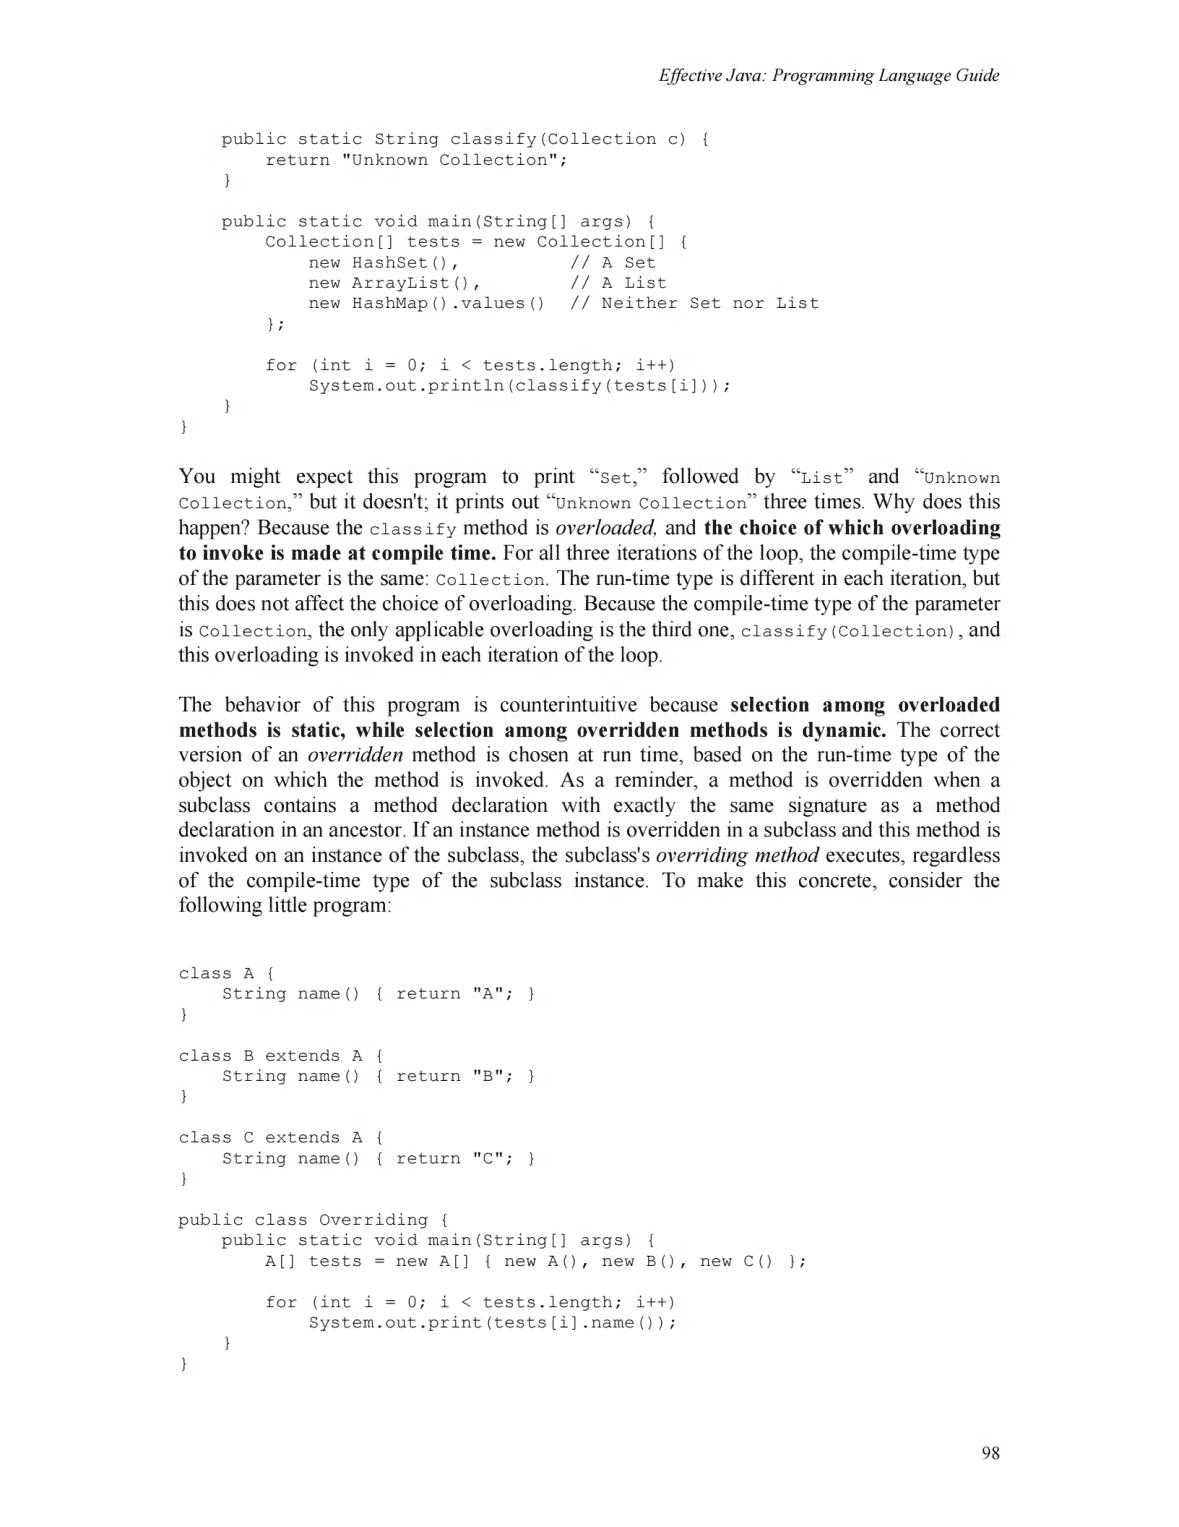 Effective Java: Programming Language Guide
public static String classify(Collection c) {
return "Unknown Collection";
}
public static void main(String[] args) {
Collection[] tests = new Collection[] {
new HashSet(), // A Set
new ArrayList(), // A List
new HashMap().values() // Neither Set nor List
};
for (int i = 0; i < tests.length; i++)
System.out.println(classify(tests[i]));
}
}
You might expect this program to print “Set,” followed by “List” and “Unknown
Collection,” but it doesn't; it prints out “Unknown Collection” three times. Why does this
happen? Because the classify method is overloaded, and the choice of which overloading
to invoke is made at compile time. For all three iterations of the loop, the compile-time type
of the parameter is the same: Collection. The run-time type is different in each iteration, but
this does not affect the choice of overloading. Because the compile-time type of the parameter
is Collection, the only applicable overloading is the third one, classify(Collection), and
this overloading is invoked in each iteration of the loop.
The behavior of this program is counterintuitive because selection among overloaded
methods is static, while selection among overridden methods is dynamic. The correct
version of an overridden method is chosen at run time, based on the run-time type of the
object on which the method is invoked. As a reminder, a method is overridden when a
subclass contains a method declaration with exactly the same signature as a method
declaration in an ancestor. If an instance method is overridden in a subclass and this method is
invoked on an instance of the subclass, the subclass's overriding method executes, regardless
of the compile-time type of the subclass instance. To make this concrete, consider the
following little program:
class A {
String name() { return "A"; }
}
class B extends A {
String name() { return "B"; }
}
class C extends A {
String name() { return "C"; }
}
public class Overriding {
public static void main(String[] args) {
A[] tests = new A[] { new A(), new B(), new C() };
for (int i = 0; i < tests.length; i++)
System.out.print(tests[i].name());
}
}
98